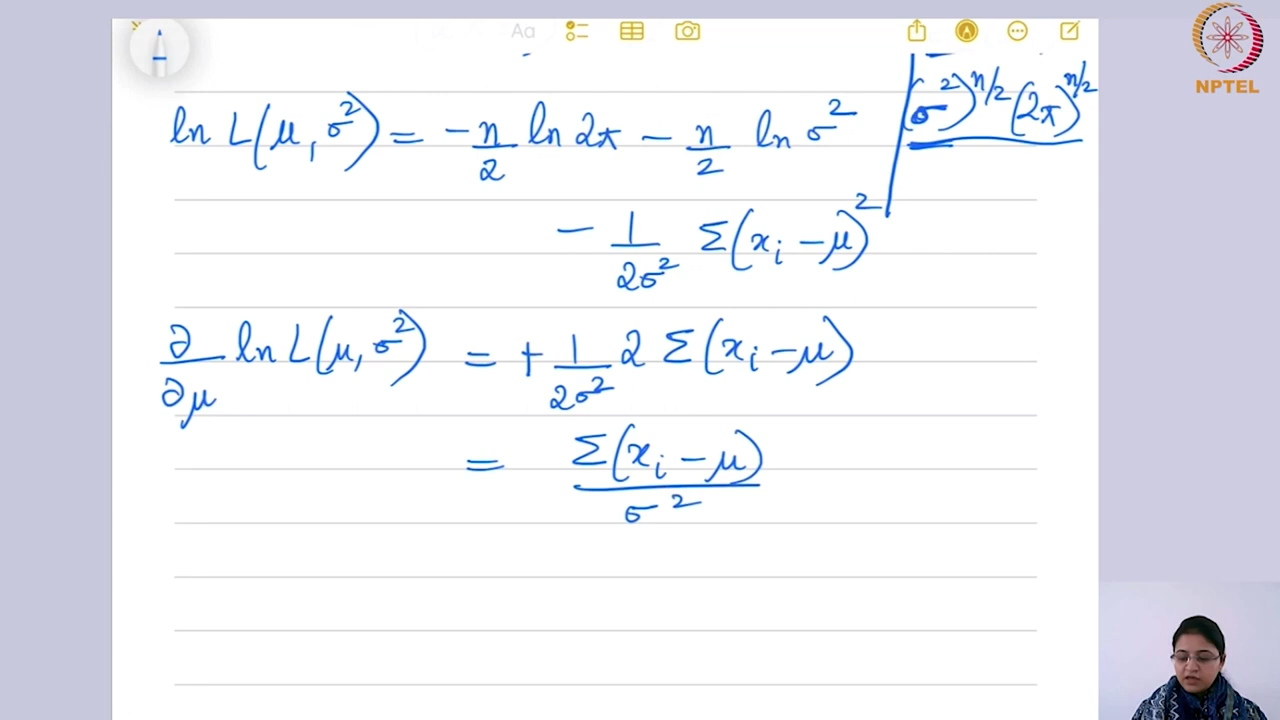 Aa
NPTEL
(σ²)^{n/2} (2π)^{n/2}
ln L(μ, σ²) = -n/2 ln 2π - n/2 ln σ²
- 1/2σ² Σ(xᵢ - μ)²
∂/∂μ ln L(μ, σ²) = + 1/2σ² 2 Σ(xᵢ - μ)
= Σ(xᵢ - μ)/σ²